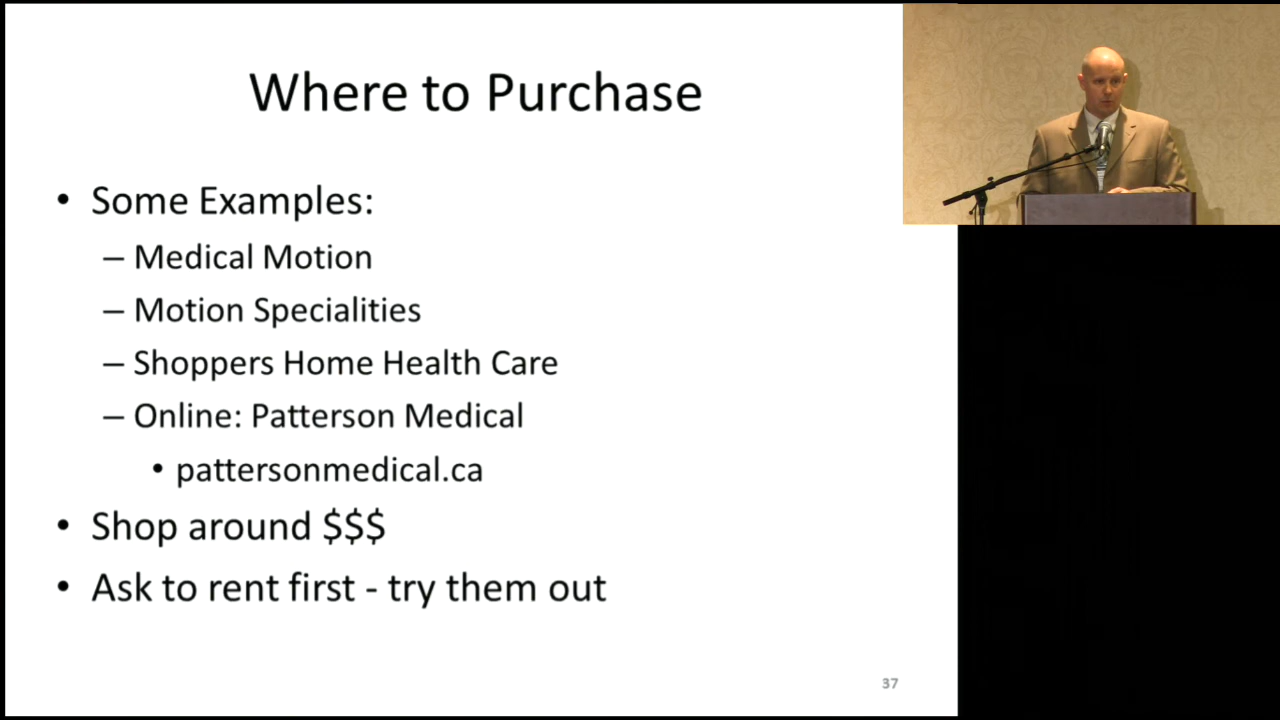 Where to Purchase
• Some Examples:
– Medical Motion
– Motion Specialities
– Shoppers Home Health Care
– Online: Patterson Medical
• pattersonmedical.ca
• Shop around $$$
• Ask to rent first - try them out
37